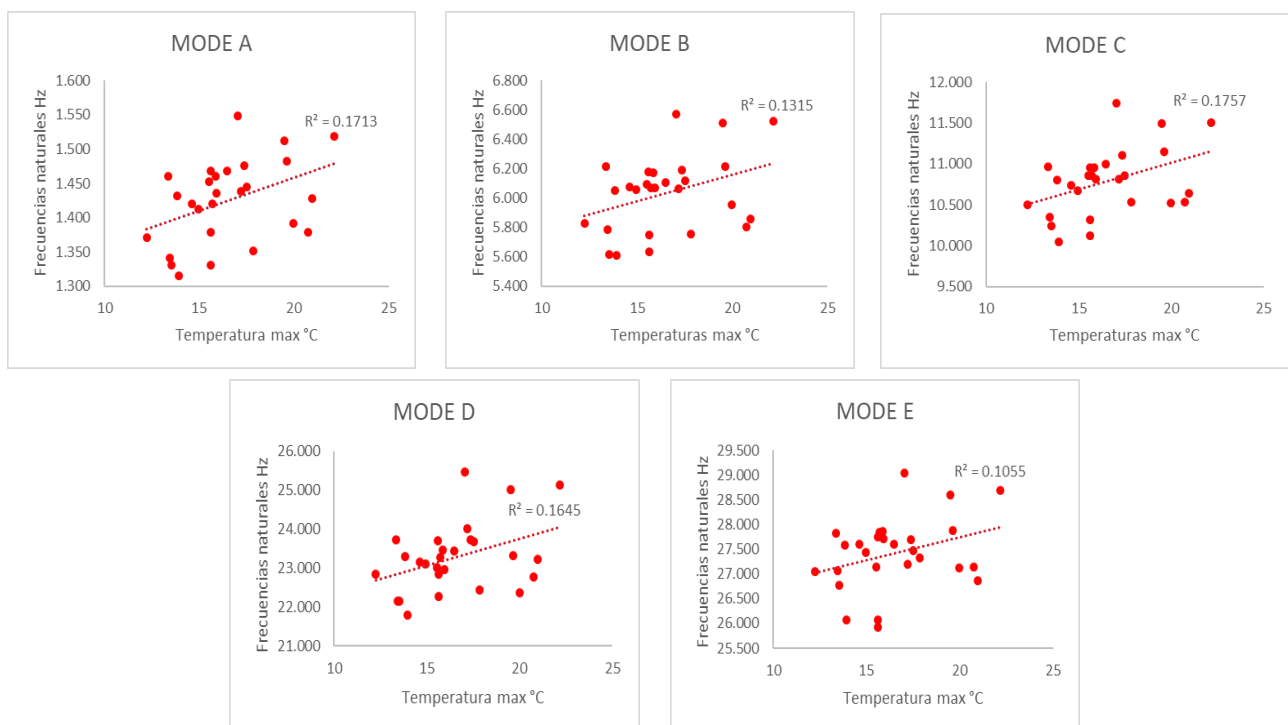 MODE A
R² = 0.1713
Frecuencias naturales Hz
1.600
1.550
1.500
1.450
1.400
1.350
1.300
10 15 20 25
Temperatura max °C
MODE B
R² = 0.1315
Frecuencias naturales Hz
6.800
6.600
6.400
6.200
6.000
5.800
5.600
5.400
10 15 20 25
Temperaturas max °C
MODE C
R² = 0.1757
Frecuencias naturales Hz
12.000
11.500
11.000
10.500
10.000
9.500
10 15 20 25
Temperaturas max °C
MODE D
R² = 0.1645
Frecuencias naturales Hz
26.000
25.000
24.000
23.000
22.000
21.000
10 15 20 25
Temperatura max °C
MODE E
R² = 0.1055
Frecuencias naturales Hz
29.500
29.000
28.500
28.000
27.500
27.000
26.500
26.000
25.500
10 15 20 25
Temperatura max °C